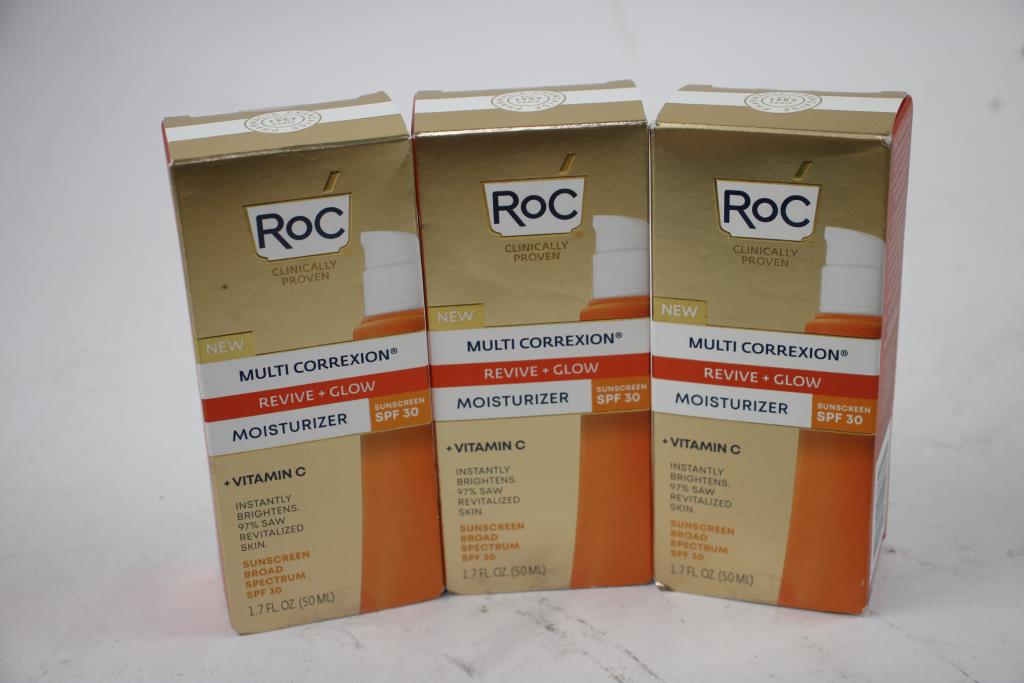 RoC
CLINICALLY
PROVEN
NEW
MULTI CORREXION®
REVIVE + GLOW
MOISTURIZER
SUNSCREEN
SPF 30
+ VITAMIN C
INSTANTLY
BRIGHTENS.
97% SAW
REVITALIZED
SKIN.
SUNSCREEN
BROAD
SPECTRUM
SPF 30
1.7 FL. OZ. (50 ML)
RoC
CLINICALLY
PROVEN
NEW
MULTI CORREXION®
REVIVE + GLOW
MOISTURIZER
SUNSCREEN
SPF 30
+ VITAMIN C
INSTANTLY
BRIGHTENS.
97% SAW
REVITALIZED
SKIN.
SUNSCREEN
BROAD
SPECTRUM
SPF 30
1.7 FL. OZ. (50 ML)
RoC
CLINICALLY
PROVEN
NEW
MULTI CORREXION®
REVIVE + GLOW
MOISTURIZER
SUNSCREEN
SPF 30
+ VITAMIN C
INSTANTLY
BRIGHTENS.
97% SAW
REVITALIZED
SKIN.
SUNSCREEN
BROAD
SPECTRUM
SPF 30
1.7 FL. OZ. (50 ML)